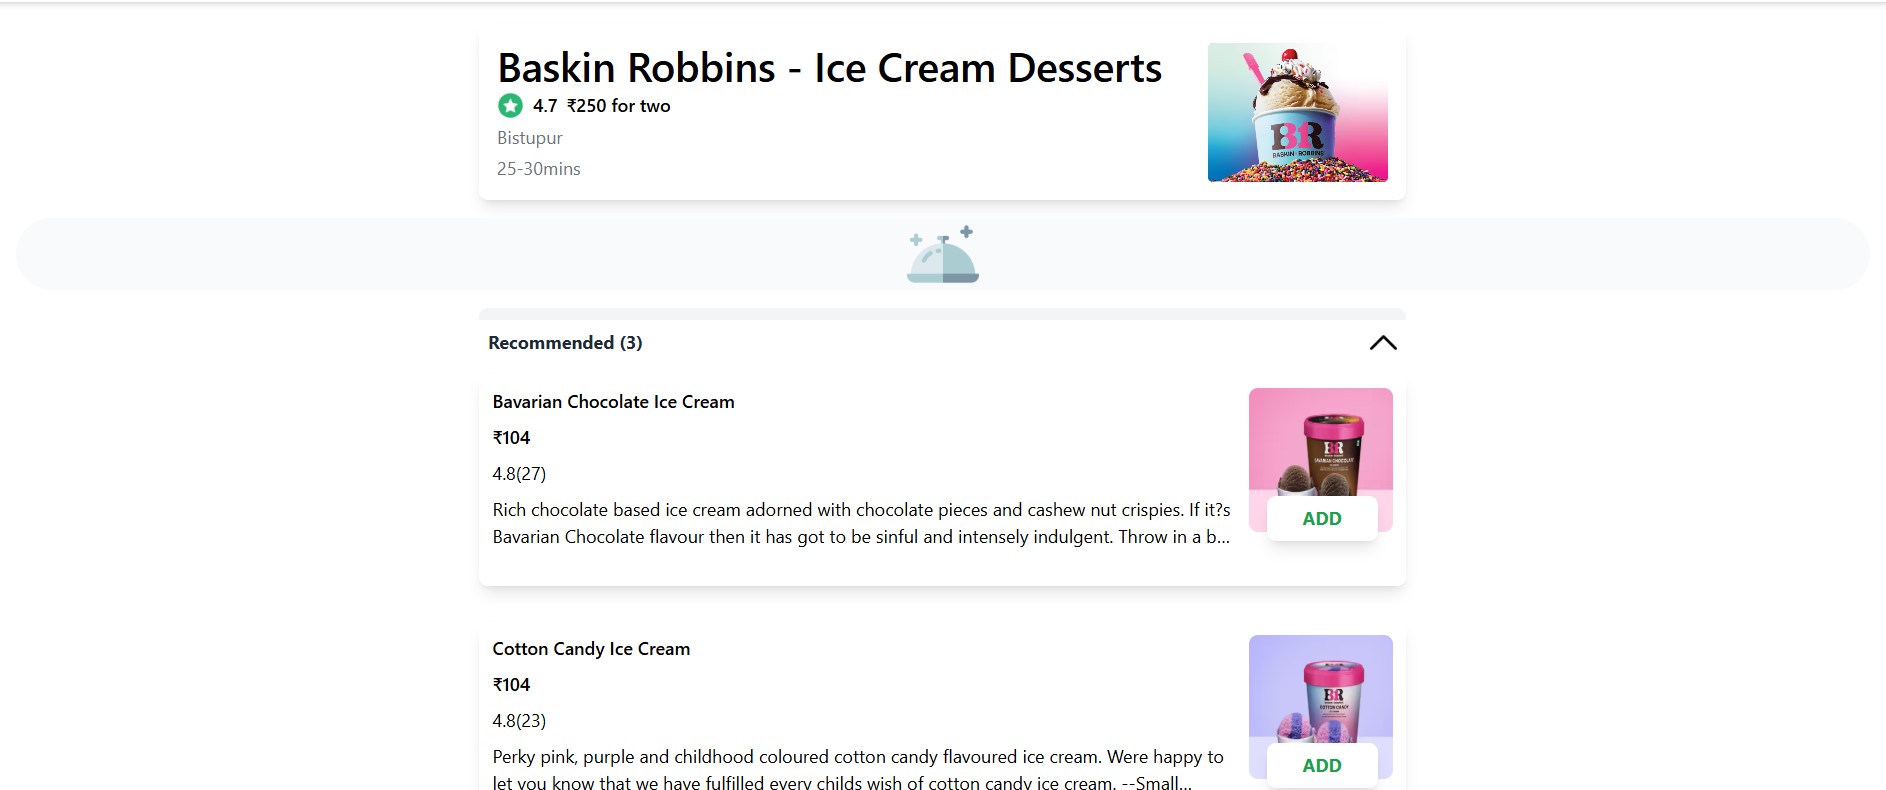 Baskin Robbins - Ice Cream Desserts
4.7 ₹250 for two
Bistupur
25-30mins
BR
BASKIN-ROBBINS
Recommended (3)
Bavarian Chocolate Ice Cream
₹104
4.8(27)
Rich chocolate based ice cream adorned with chocolate pieces and cashew nut crispies. If it?s
Bavarian Chocolate flavour then it has got to be sinful and intensely indulgent. Throw in a b...
BR
BAVARIAN CHOCOLATE
ADD
Cotton Candy Ice Cream
₹104
4.8(23)
Perky pink, purple and childhood coloured cotton candy flavoured ice cream. Were happy to
let you know that we have fulfilled every childs wish of cotton candy ice cream. --Small...
BR
COTTON CANDY
ADD